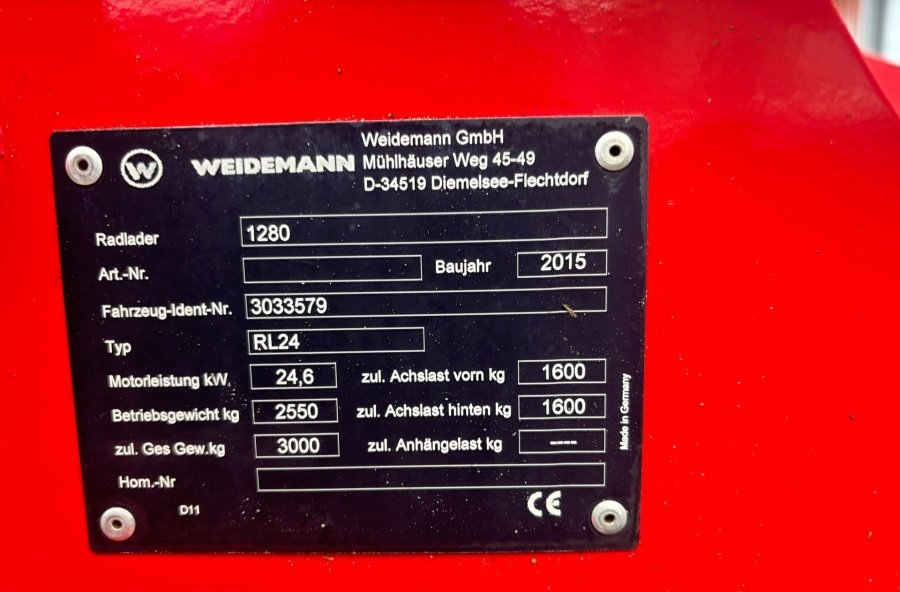 Weidemann GmbH
W WEIDEMANN Mühlhäuser Weg 45-49
D-34519 Diemelsee-Flechtdorf
Radlader 1280
Art.-Nr. Baujahr 2015
Fahrzeug-Ident-Nr. 3033579
Typ RL24
Motorleistung kW. 24,6 zul. Achslast vorn kg 1600
Betriebsgewicht kg 2550 zul. Achslast hinten kg 1600
zul. Ges Gew.kg 3000 zul. Anhängelast kg ----
Hom.-Nr
D11 CE
Made in Germany